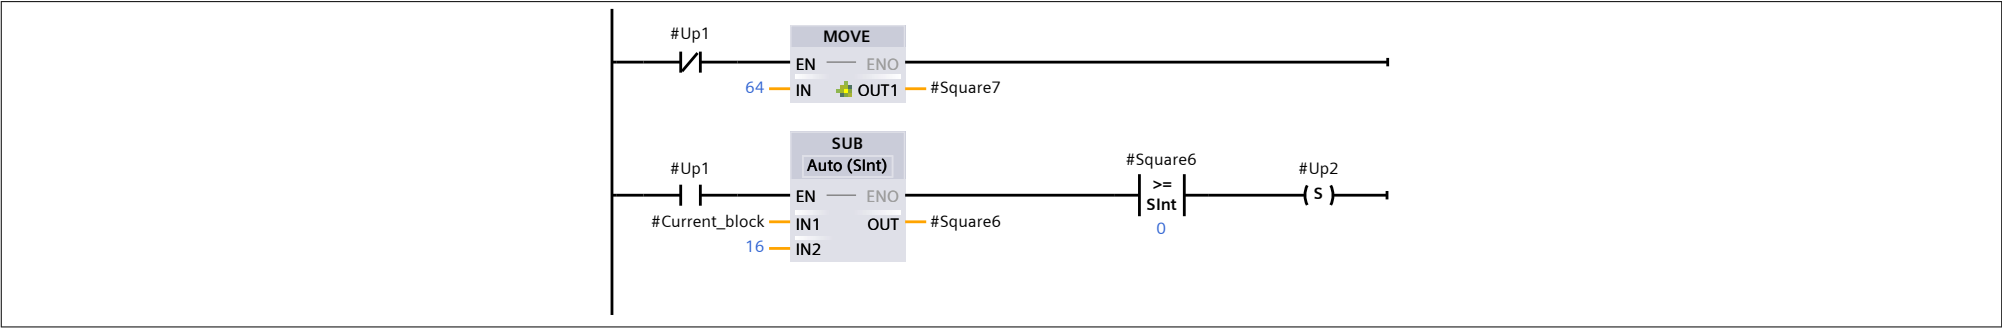 #Up1
MOVE
EN ENO
64 IN OUT1 #Square7
SUB
Auto (SInt)
#Up1 #Square6 #Up2
>=
EN ENO SInt S
#Current_block IN1 OUT #Square6 0
16 IN2